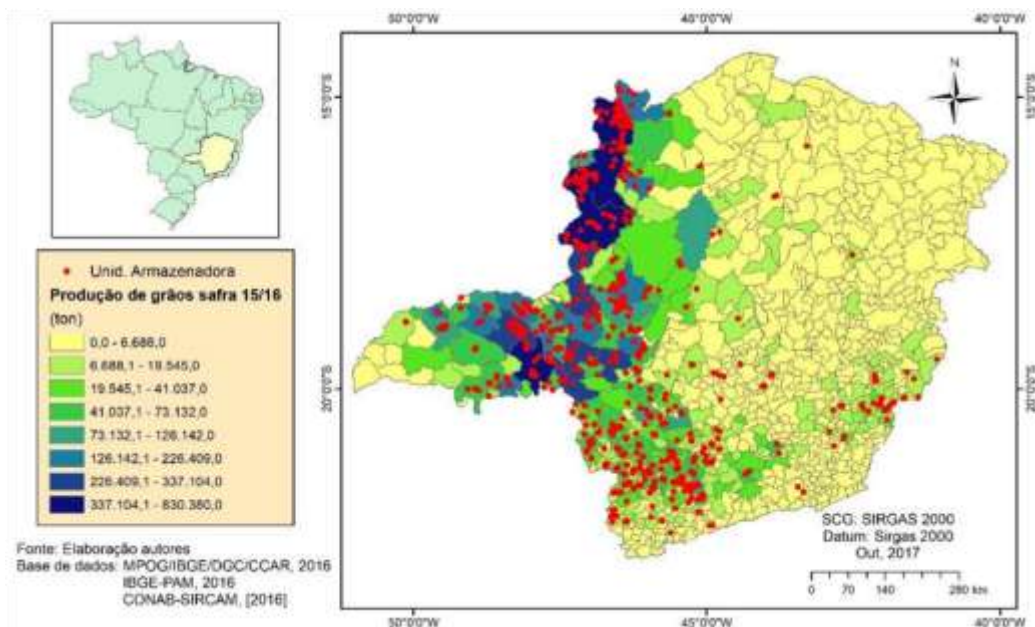 50°0'0"W 45°0'0"W 40°0'0"W
N
15°0'0"S 15°0'0"S
Unid. Armazenadora
Produção de grãos safra 15/16
(ton)
0,0 - 6.688,0
6.688,1 - 19.545,0
19.545,1 - 41.037,0
41.037,1 - 73.132,0
73.132,1 - 126.142,0
126.142,1 - 226.409,0
226.409,1 - 337.104,0
337.104,1 - 830.380,0
20°0'0"S 20°0'0"S
Fonte: Elaboração autores
Base de dados: MPOG/IBGE/DGC/CCAR, 2016
IBGE-PAM, 2016
CONAB-SIRCAM, [2016]
SCG: SIRGAS 2000
Datum: Sirgas 2000
Out, 2017
0 70 140 210 280 km
50°0'0"W 45°0'0"W 40°0'0"W